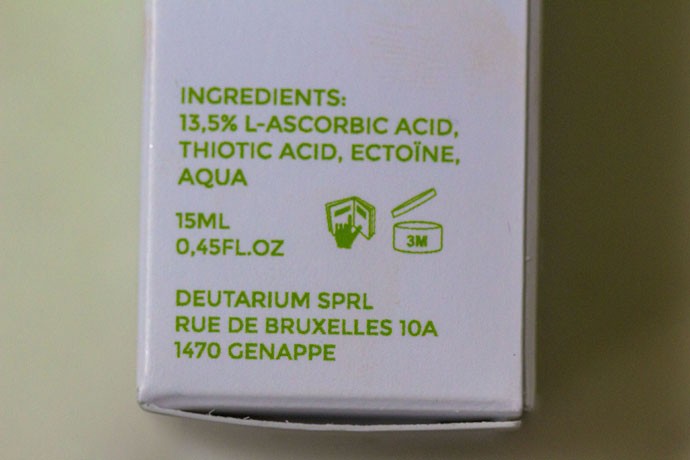 INGREDIENTS:
13,5% L-ASCORBIC ACID,
THIOTIC ACID, ECTOÏNE,
AQUA
15ML
0,45FL.OZ
3M
DEUTARIUM SPRL
RUE DE BRUXELLES 10A
1470 GENAPPE